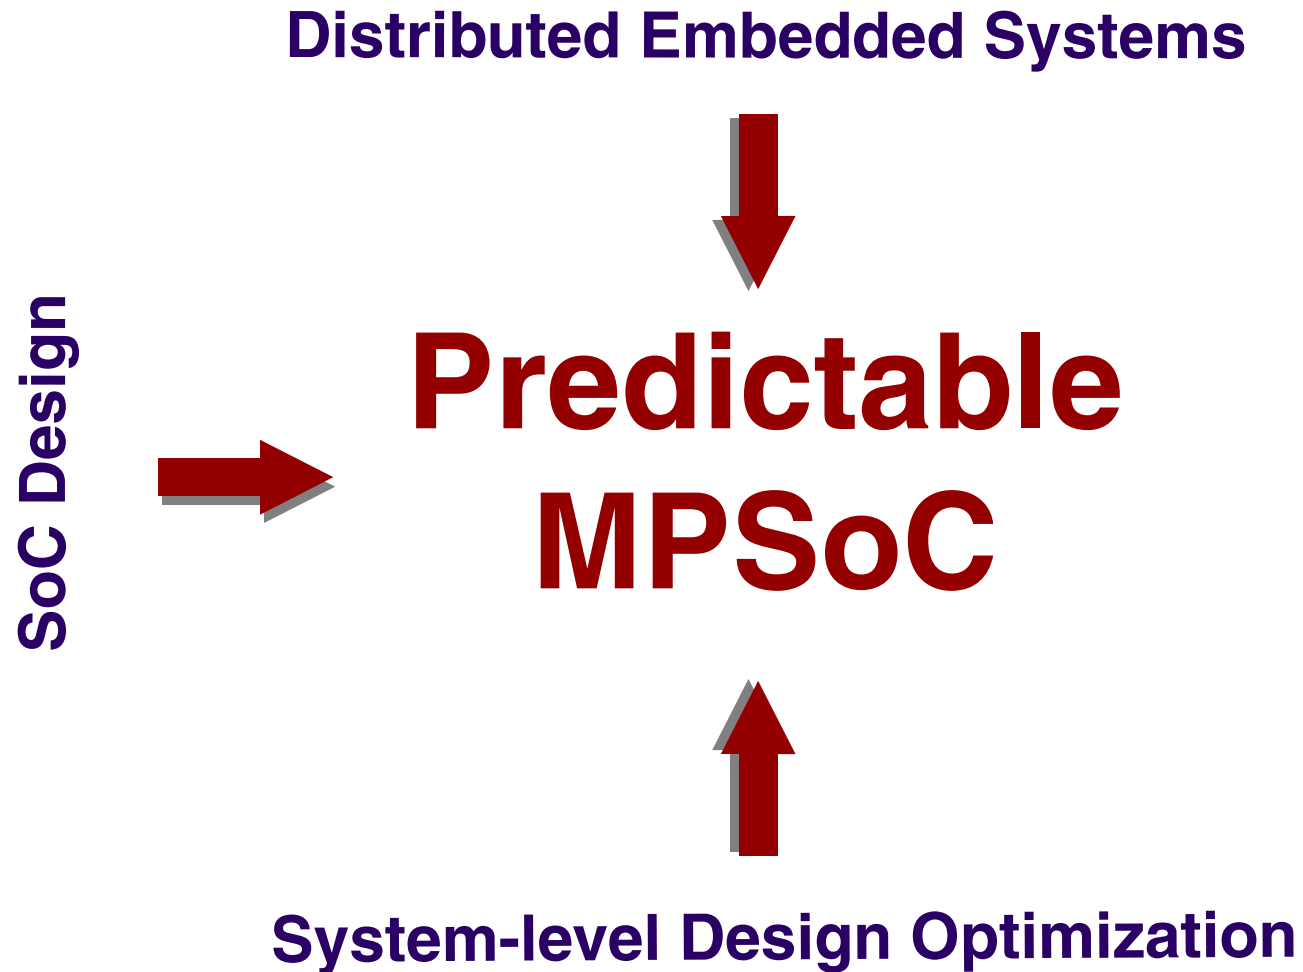 Distributed Embedded Systems
SoC Design
Predictable
MPSoC
System-level Design Optimization